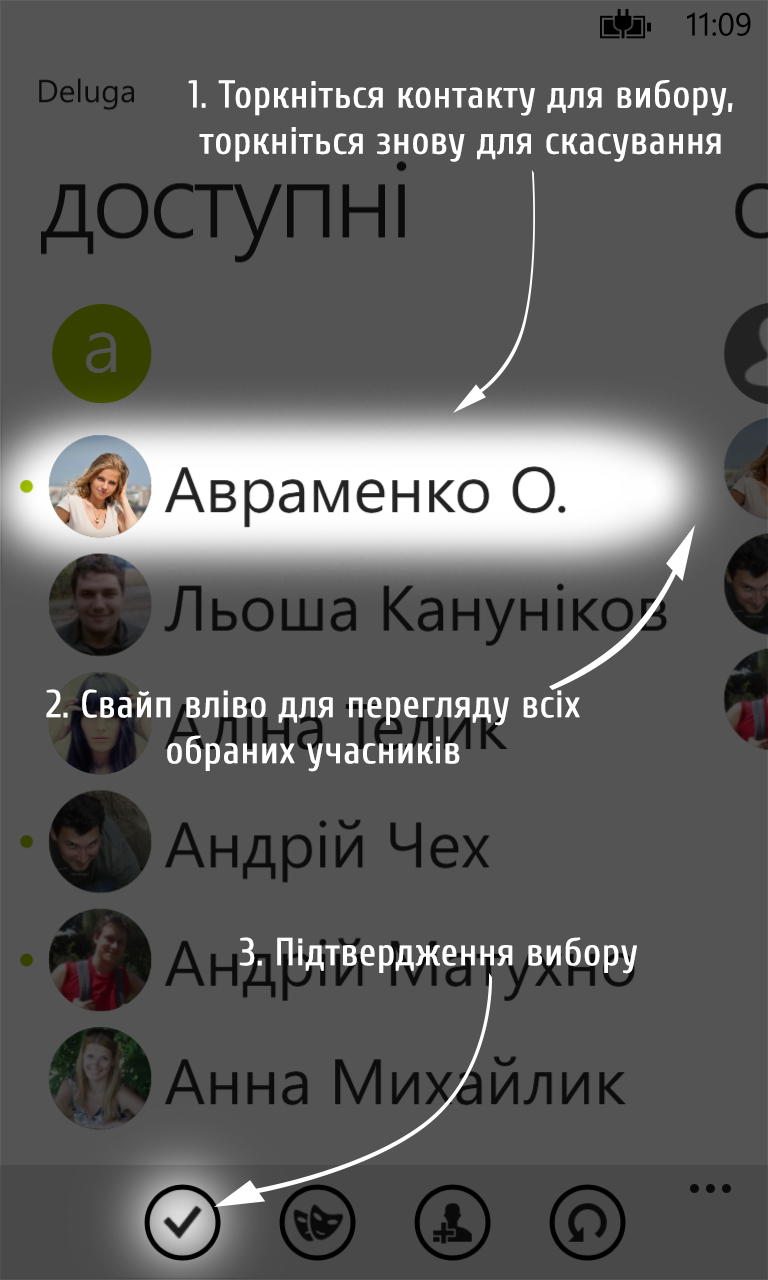 11:09
Deluga
1. Торкніться контакту для вибору,
торкніться знову для скасування
доступні
а
Авраменко О.
Льоша Кануніков
2. Свайп вліво для перегляду всіх
Аліна Телик
обраних учасників
Андрій Чех
3. Підтвердження вибору
Андрій Матухно
Анна Михайлик